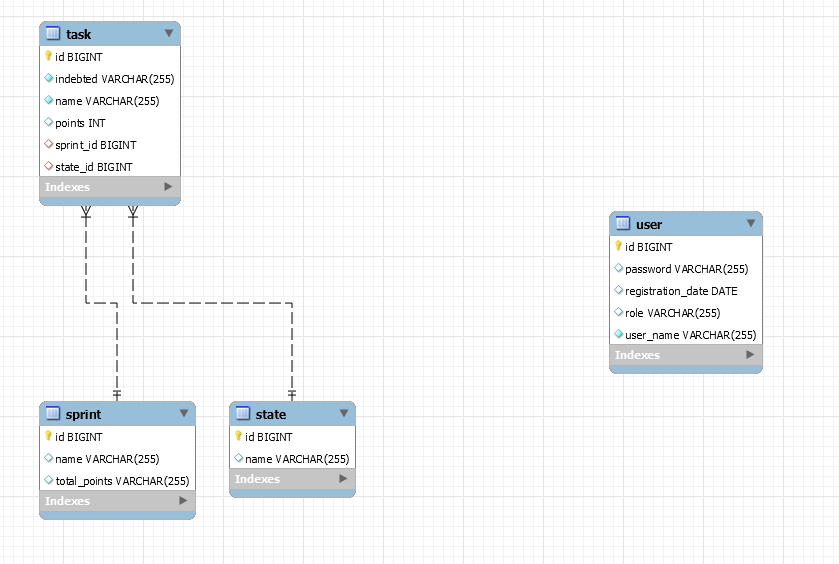 task
id BIGINT
indebted VARCHAR(255)
name VARCHAR(255)
points INT
sprint_id BIGINT
state_id BIGINT
Indexes
user
id BIGINT
password VARCHAR(255)
registration_date DATE
role VARCHAR(255)
user_name VARCHAR(255)
Indexes
sprint
id BIGINT
name VARCHAR(255)
total_points VARCHAR(255)
Indexes
state
id BIGINT
name VARCHAR(255)
Indexes